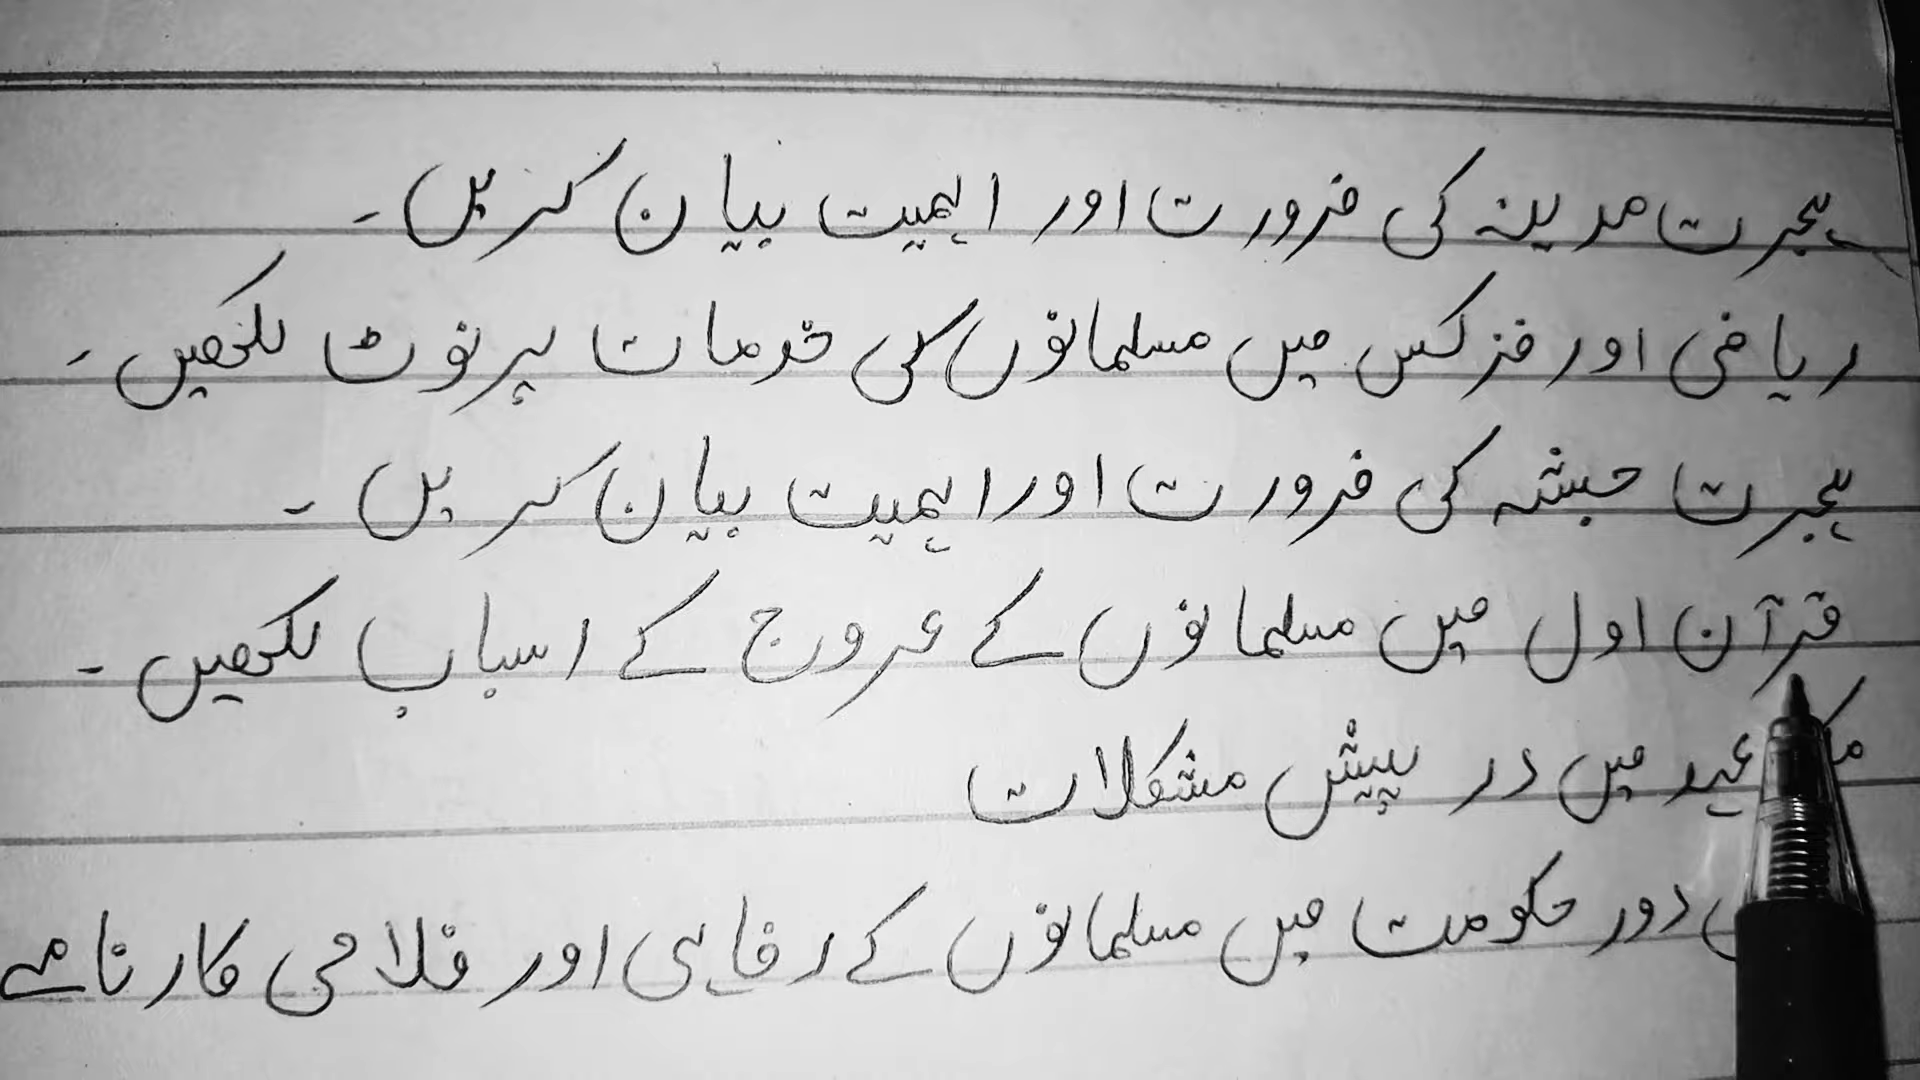 ہجرت مدینہ کی ضرورت اور اہمیت بیان کریں۔
ریاضی اور فزکس میں مسلمانوں کی خدمات پر نوٹ لکھیں۔
ہجرت حبشہ کی ضرورت اور اہمیت بیان کریں۔
قرآن اول میں مسلمانوں کے عروج کے اسباب لکھیں۔
میں در پیش مشکلات
دور حکومت میں مسلمانوں کے رفاہی اور فلاحی کارنامے